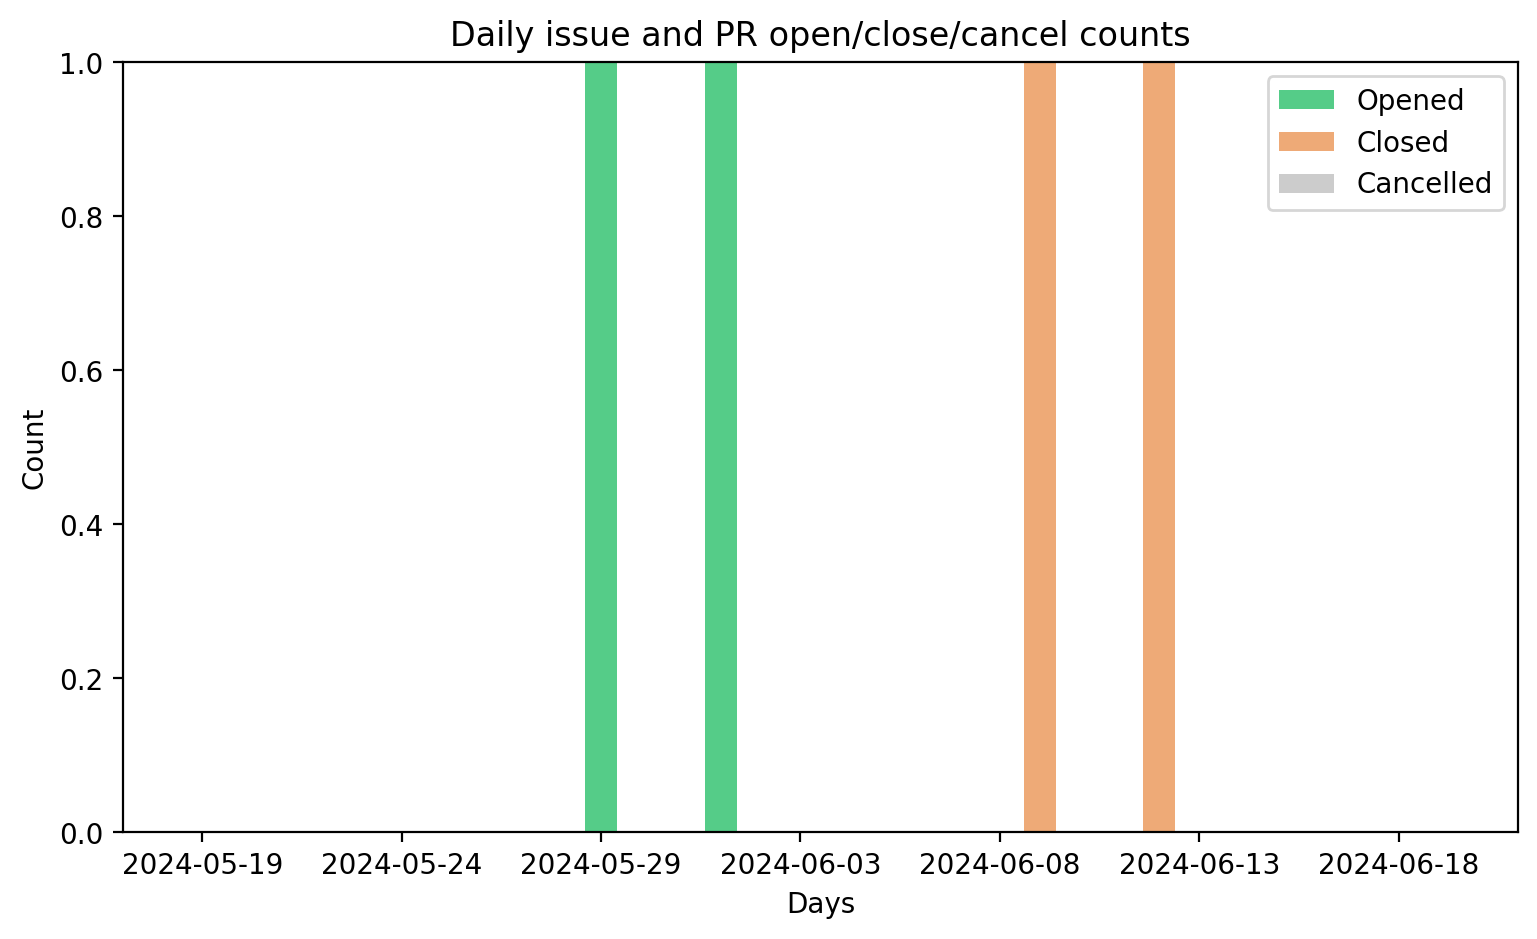 Daily issue and PR open/close/cancel counts
1.0
0.8
0.6
0.4
0.2
0.0
Count
Opened
Closed
Cancelled
2024-05-19 2024-05-24 2024-05-29 2024-06-03 2024-06-08 2024-06-13 2024-06-18
Days